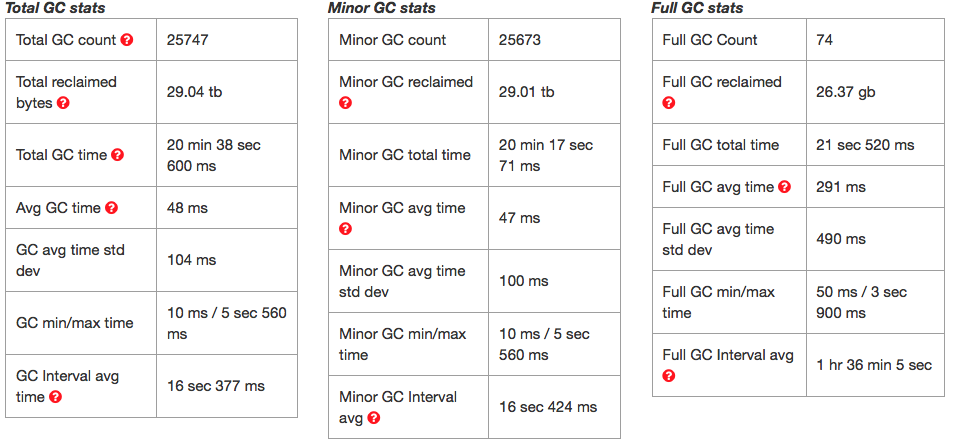 Total GC stats
Total GC count
25747
Total reclaimed
bytes
29.04 tb
Total GC time
20 min 38 sec
600 ms
Avg GC time
48 ms
GC avg time std
dev
104 ms
GC min/max time
10 ms / 5 sec 560
ms
GC Interval avg
time
16 sec 377 ms
Minor GC stats
Minor GC count
25673
Minor GC reclaimed
29.01 tb
Minor GC total time
20 min 17 sec
71 ms
Minor GC avg time
47 ms
Minor GC avg time
std dev
100 ms
Minor GC min/max
time
10 ms / 5 sec
560 ms
Minor GC Interval
avg
16 sec 424 ms
Full GC stats
Full GC Count
74
Full GC reclaimed
26.37 gb
Full GC total time
21 sec 520 ms
Full GC avg time
291 ms
Full GC avg time
std dev
490 ms
Full GC min/max
time
50 ms / 3 sec
900 ms
Full GC Interval avg
1 hr 36 min 5 sec